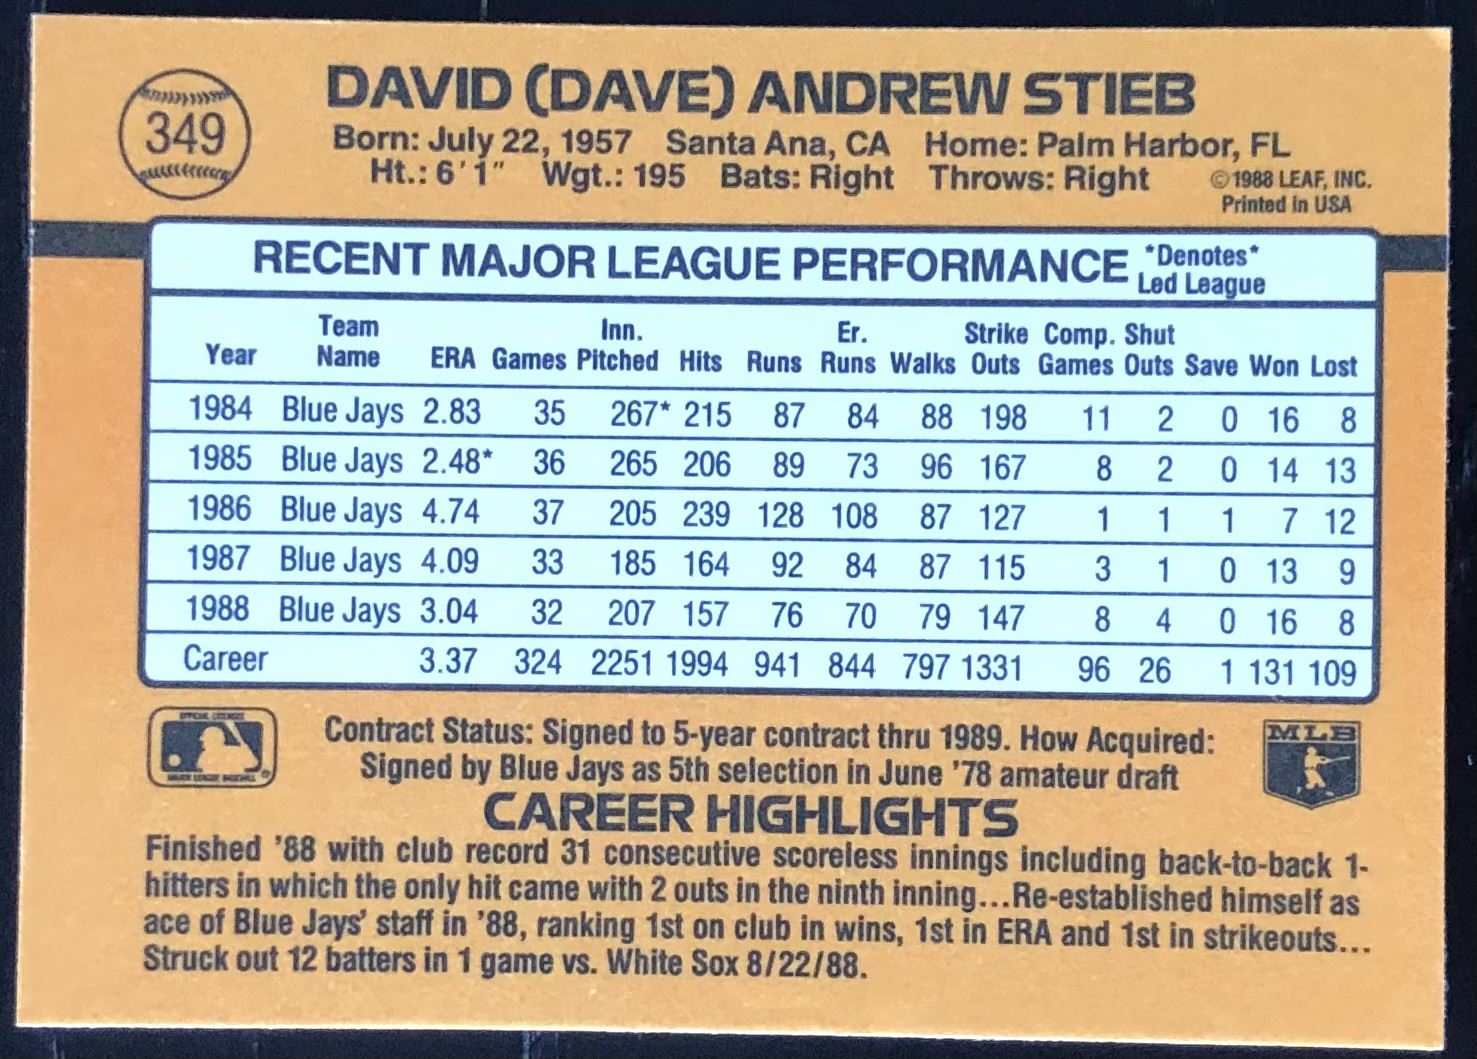 349
DAVID (DAVE) ANDREW STIEB
Born: July 22, 1957 Santa Ana, CA Home: Palm Harbor, FL
Ht.: 6'1" Wgt.: 195 Bats: Right Throws: Right
©1988 LEAF, INC.
Printed in USA
RECENT MAJOR LEAGUE PERFORMANCE *Denotes* Led League
Year Team Name ERA Games Inn. Pitched Hits Runs Er. Runs Walks Strike Outs Comp. Games Shut Outs Save Won Lost
1984 Blue Jays 2.83 35 267* 215 87 84 88 198 11 2 0 16 8
1985 Blue Jays 2.48* 36 265 206 89 73 96 167 8 2 0 14 13
1986 Blue Jays 4.74 37 205 239 128 108 87 127 1 1 1 7 12
1987 Blue Jays 4.09 33 185 164 92 84 87 115 3 1 0 13 9
1988 Blue Jays 3.04 32 207 157 76 70 79 147 8 4 0 16 8
Career 3.37 324 2251 1994 941 844 797 1331 96 26 1 131 109
Contract Status: Signed to 5-year contract thru 1989. How Acquired:
Signed by Blue Jays as 5th selection in June '78 amateur draft
MLB
CAREER HIGHLIGHTS
Finished '88 with club record 31 consecutive scoreless innings including back-to-back 1-
hitters in which the only hit came with 2 outs in the ninth inning...Re-established himself as
ace of Blue Jays' staff in '88, ranking 1st on club in wins, 1st in ERA and 1st in strikeouts...
Struck out 12 batters in 1 game vs. White Sox 8/22/88.